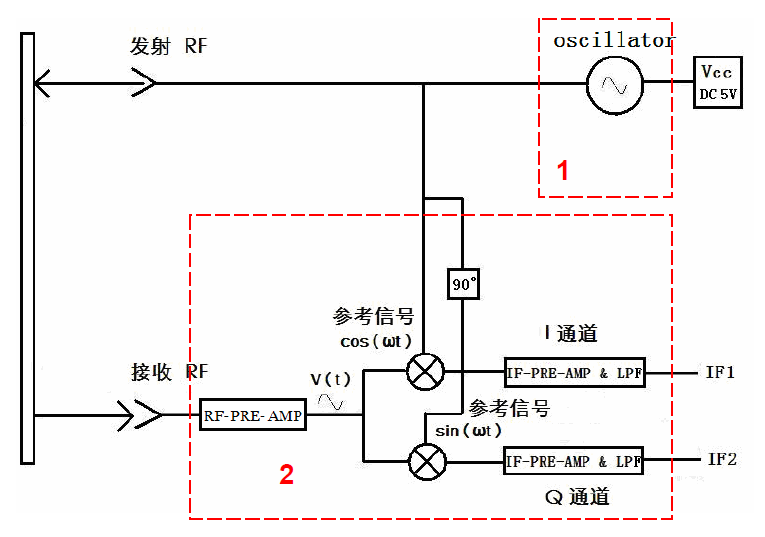 发射 RF
oscillator
Vcc
DC 5V
1
90°
参考信号
cos(ωt)
I 通道
接收 RF
V(t)
IF-PRE-AMP & LPF
IF1
RF-PRE-AMP
参考信号
sin(ωt)
IF-PRE-AMP & LPF
IF2
2
Q 通道